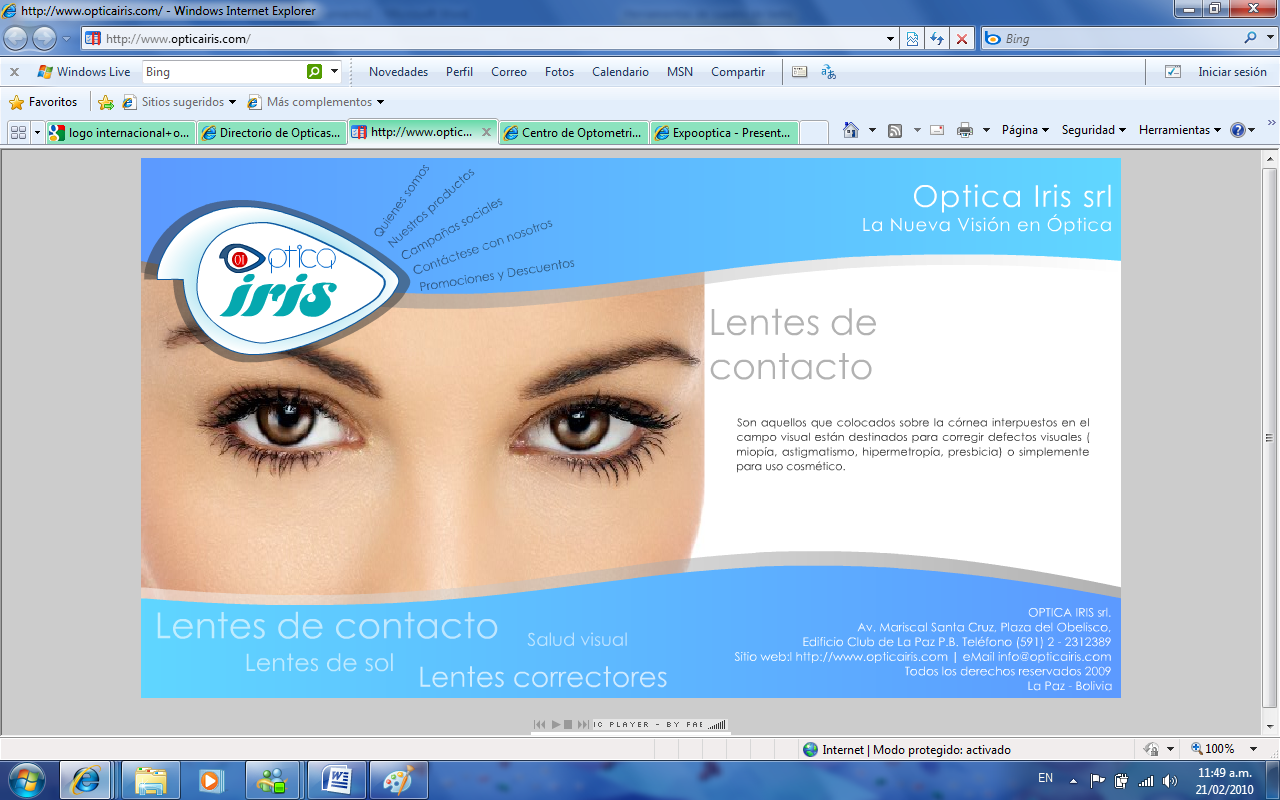 http://www.opticairis.com/ - Windows Internet Explorer
http://www.opticairis.com/
Bing
Windows Live
Bing
Novedades
Perfil
Correo
Fotos
Calendario
MSN
Compartir
Iniciar sesión
Favoritos
Sitios sugeridos
Más complementos
logo internacional+o...
Directorio de Opticas...
http://www.optic...
Centro de Optometri...
Expooptica - Present...
Página
Seguridad
Herramientas
Quienes somos
Nuestros productos
Campañas sociales
Contáctese con nosotros
Promociones y Descuentos
Optica Iris srl
La Nueva Visión en Óptica
OI ptica
iris
Lentes de
contacto
Son aquellos que colocados sobre la córnea interpuestos en el
campo visual están destinados para corregir defectos visuales (
miopía, astigmatismo, hipermetropía, presbicia) o simplemente
para uso cosmético.
Lentes de contacto
Salud visual
Lentes de sol
Lentes correctores
OPTICA IRIS srl.
Av. Mariscal Santa Cruz, Plaza del Obelisco,
Edificio Club de La Paz P.B. Teléfono (591) 2 - 2312389
Sitio web:l http://www.opticairis.com | eMail info@opticairis.com
Todos los derechos reservados 2009
La Paz - Bolivia
IC PLAYER - BY FAE
Internet | Modo protegido: activado
100%
EN
11:49 a.m.
21/02/2010